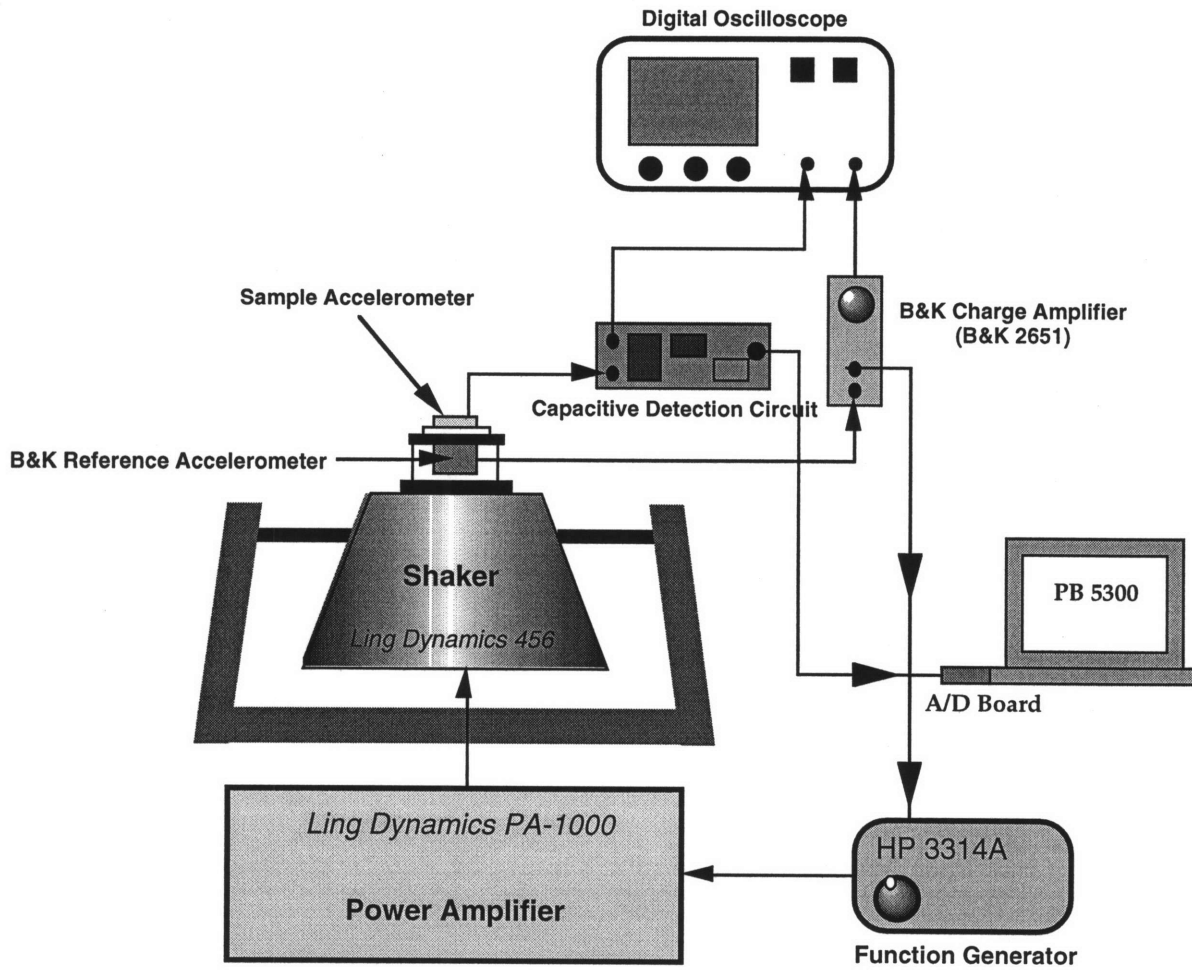 Digital Oscilloscope
Sample Accelerometer
B&K Charge Amplifier
(B&K 2651)
Capacitive Detection Circuit
B&K Reference Accelerometer
Shaker
Ling Dynamics 456
PB 5300
A/D Board
Ling Dynamics PA-1000
Power Amplifier
HP 3314A
Function Generator